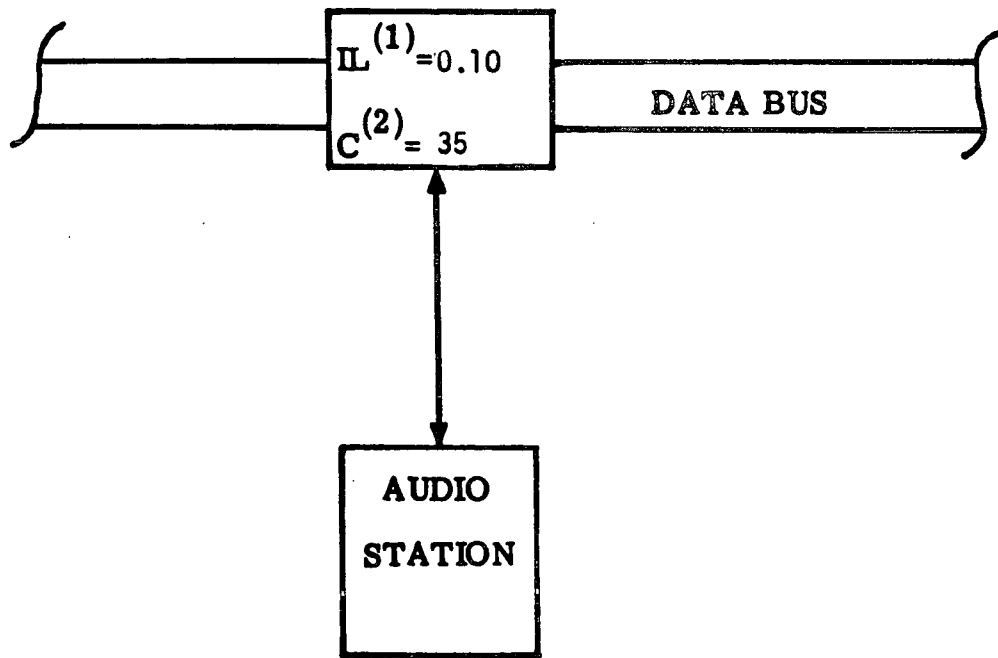 IL(1) = 0.10
C(2) = 35
DATA BUS
AUDIO
STATION